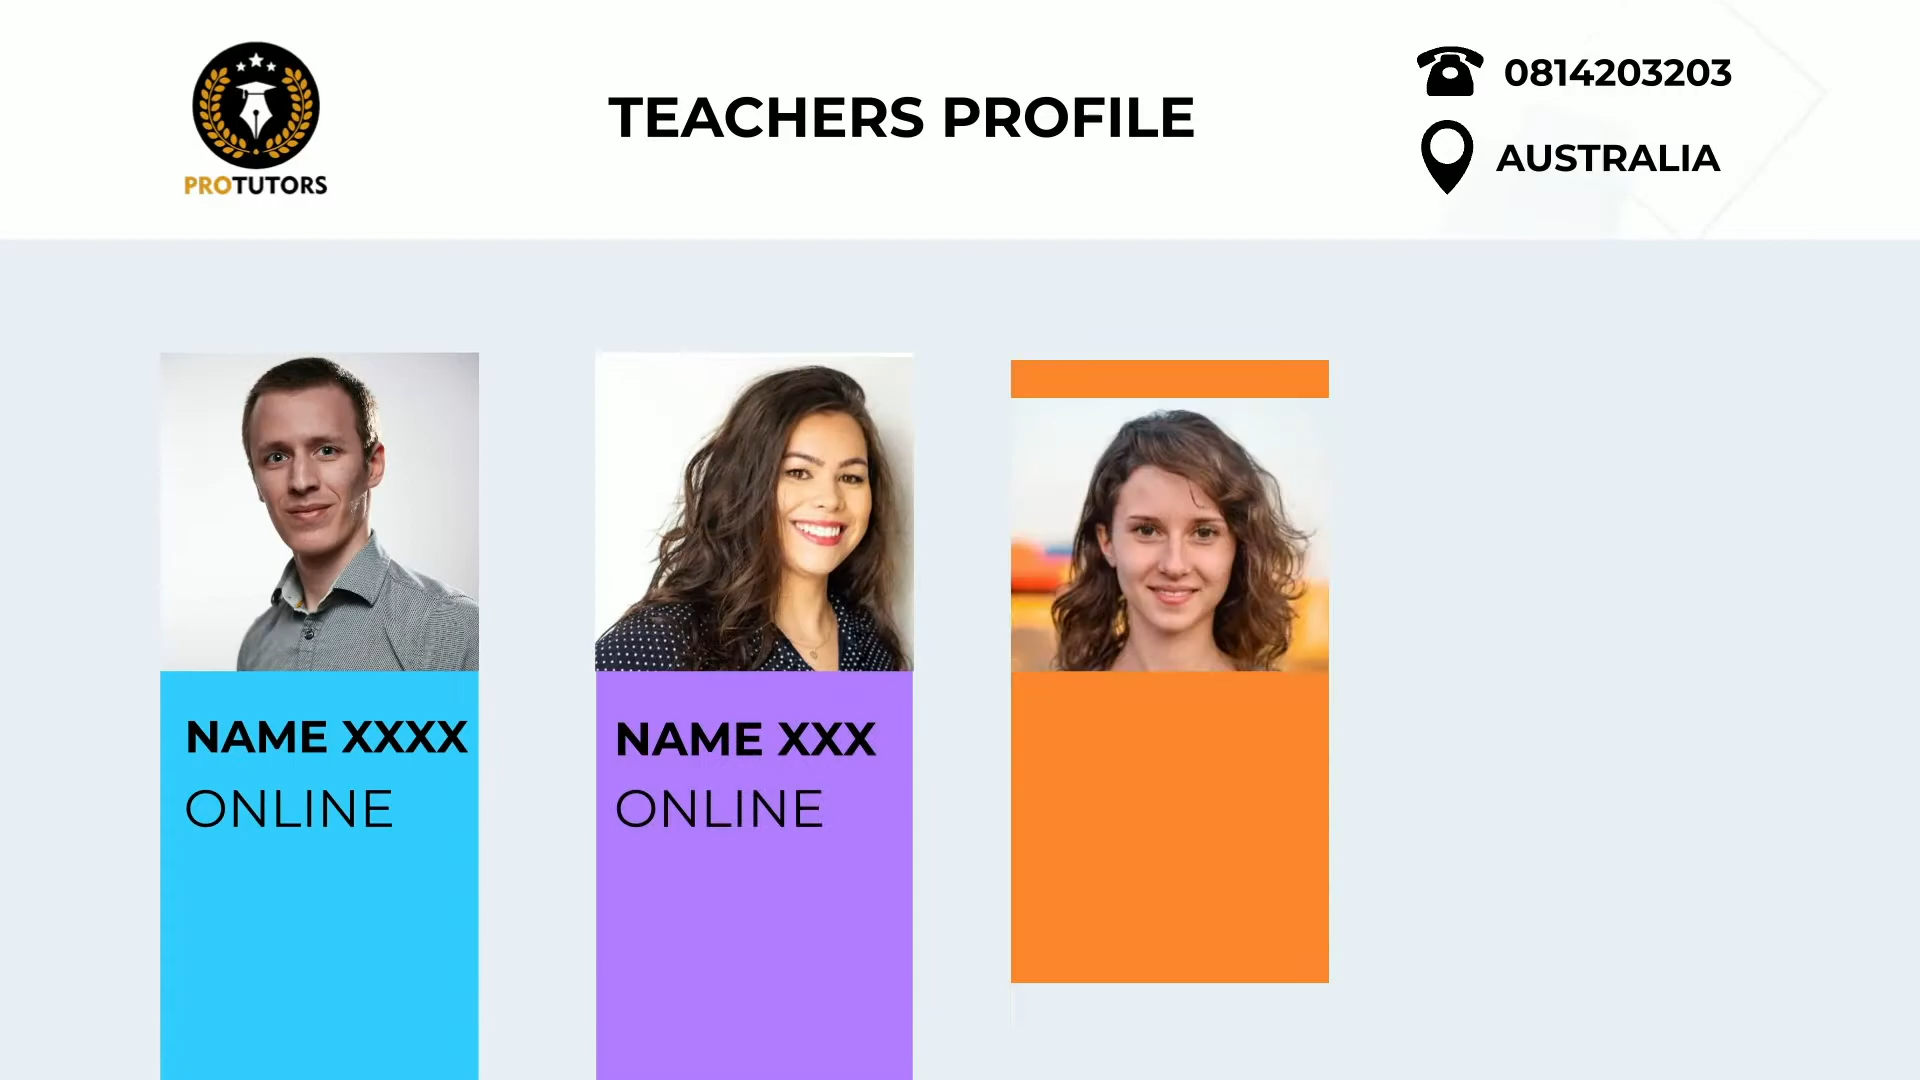 PROTUTORS
TEACHERS PROFILE
0814203203
AUSTRALIA
NAME XXXX
ONLINE
NAME XXX
ONLINE